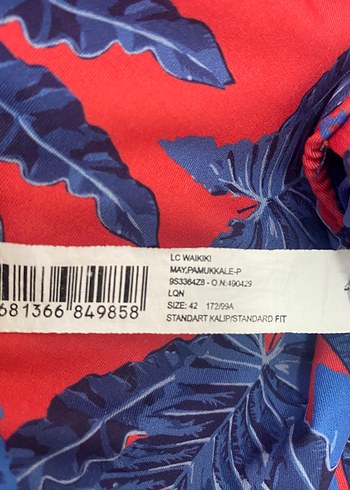 LC WAIKIKI
MAY,PAMUKKALE-P
9S3364Z8 - O.N:490429
LQN
SIZE: 42 172/99A
STANDART KALIP/STANDARD FIT
681366 849858